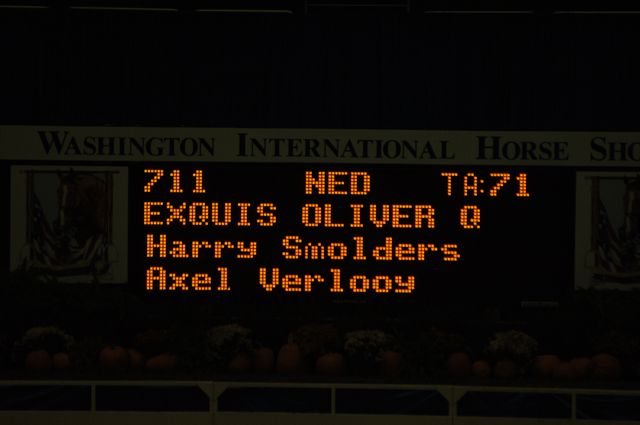 WASHINGTON INTERNATIONAL HORSE SHO
711 NED TA:71
EXQUIS OLIVER Q
Harry Smolders
Axel Verlooy